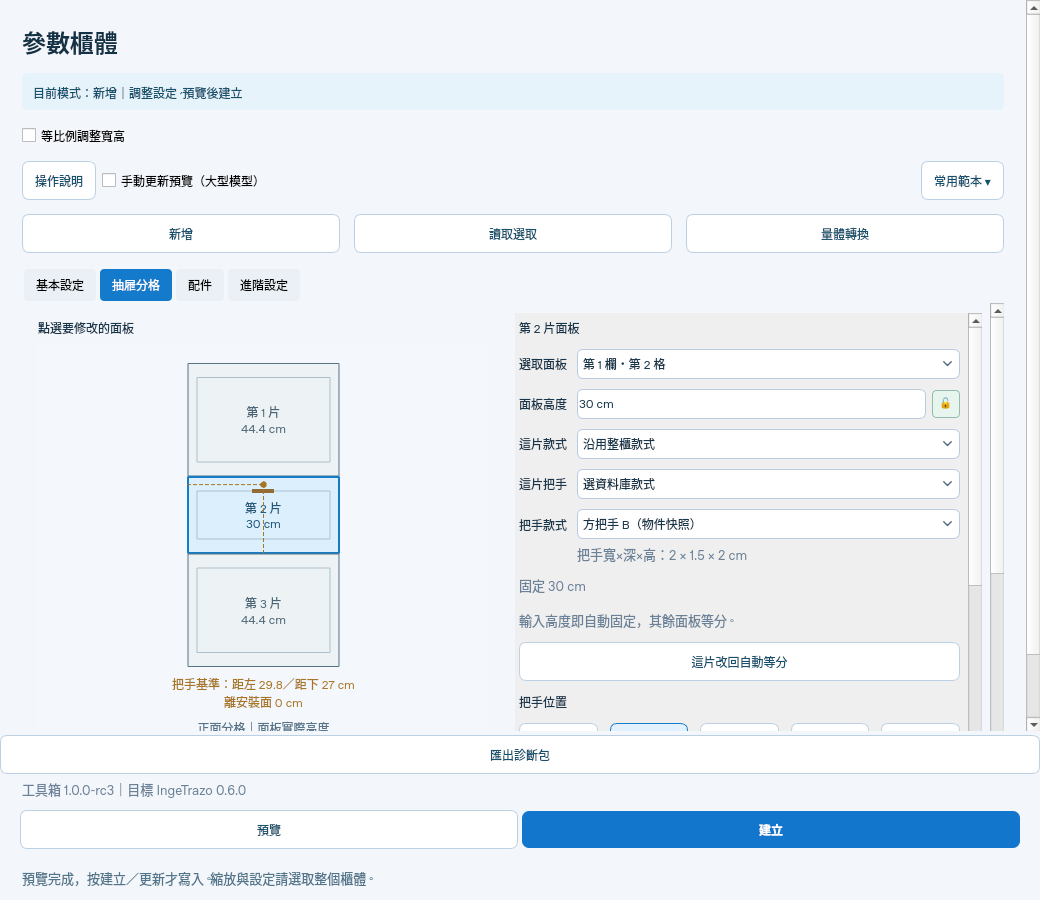 參數櫃體
目前模式：新增｜調整設定，預覽後建立
等比例調整寬高
操作說明
手動更新預覽（大型模型）
常用範本 ▾
新增
讀取選取
量體轉換
基本設定
抽屜分格
配件
進階設定
點選要修改的面板
第 1 片
44.4 cm
第 2 片
30 cm
第 3 片
44.4 cm
把手基準：距左 29.8／距下 27 cm
離安裝面 0 cm
正面分格｜面板實際高度
第 2 片面板
選取面板
第 1 欄・第 2 格
面板高度
30 cm
這片款式
沿用整櫃款式
這片把手
選資料庫款式
把手款式
方把手 B（物件快照）
把手寬×深×高：2 × 1.5 × 2 cm
固定 30 cm
輸入高度即自動固定，其餘面板等分。
這片改回自動等分
把手位置
匯出診斷包
工具箱 1.0.0-rc3｜目標 IngeTrazo 0.6.0
預覽
建立
預覽完成，按建立／更新才寫入。縮放與設定請選取整個櫃體。